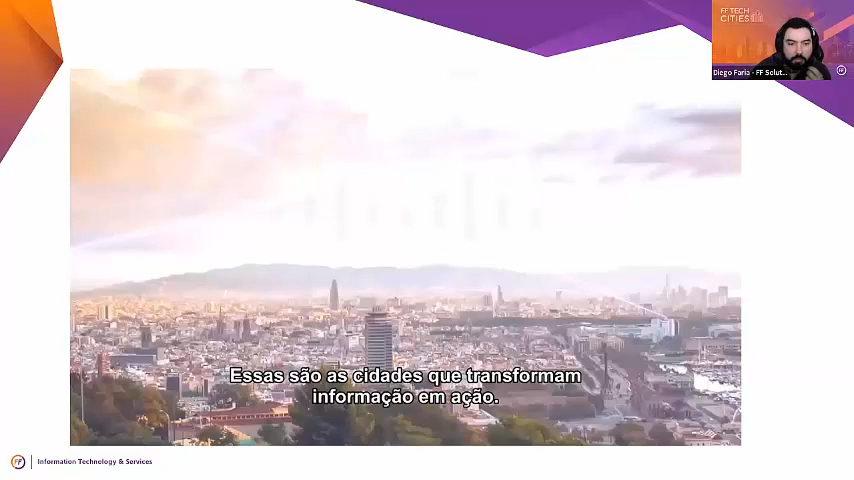 FF TECH
CITIES
Diego Faria - FF Solut...
Essas são as cidades que transformam
informação em ação.
FF
Information Technology & Services